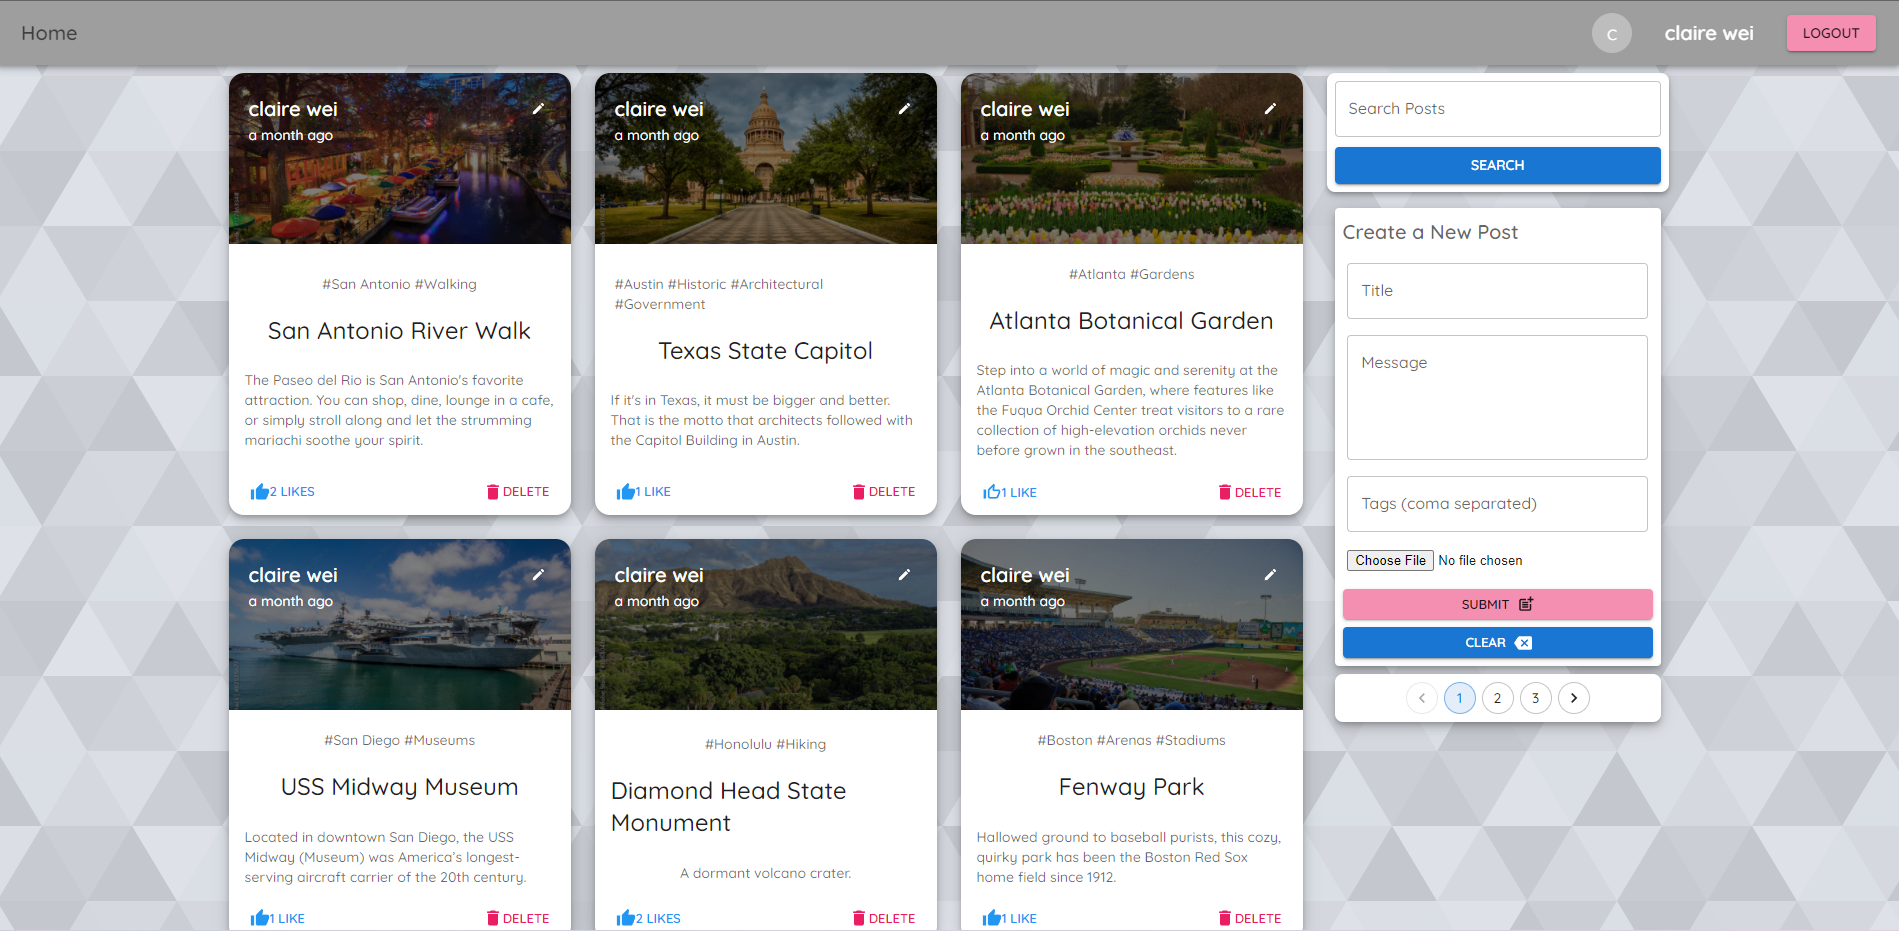 Home
C
claire wei
LOGOUT
claire wei
a month ago
#San Antonio #Walking
San Antonio River Walk
The Paseo del Rio is San Antonio's favorite
attraction. You can shop, dine, lounge in a cafe,
or simply stroll along and let the strumming
mariachi soothe your spirit.
2 LIKES
DELETE
claire wei
a month ago
#Austin #Historic #Architectural
#Government
Texas State Capitol
If it's in Texas, it must be bigger and better.
That is the motto that architects followed with
the Capitol Building in Austin.
1 LIKE
DELETE
claire wei
a month ago
#Atlanta #Gardens
Atlanta Botanical Garden
Step into a world of magic and serenity at the
Atlanta Botanical Garden, where features like
the Fuqua Orchid Center treat visitors to a rare
collection of high-elevation orchids never
before grown in the southeast.
1 LIKE
DELETE
claire wei
a month ago
#San Diego #Museums
USS Midway Museum
Located in downtown San Diego, the USS
Midway (Museum) was America's longest-
serving aircraft carrier of the 20th century.
1 LIKE
DELETE
claire wei
a month ago
#Honolulu #Hiking
Diamond Head State
Monument
A dormant volcano crater.
2 LIKES
DELETE
claire wei
a month ago
#Boston #Arenas #Stadiums
Fenway Park
Hallowed ground to baseball purists, this cozy,
quirky park has been the Boston Red Sox
home field since 1912.
1 LIKE
DELETE
Search Posts
SEARCH
Create a New Post
Title
Message
Tags (coma separated)
Choose File No file chosen
SUBMIT
CLEAR
1 2 3